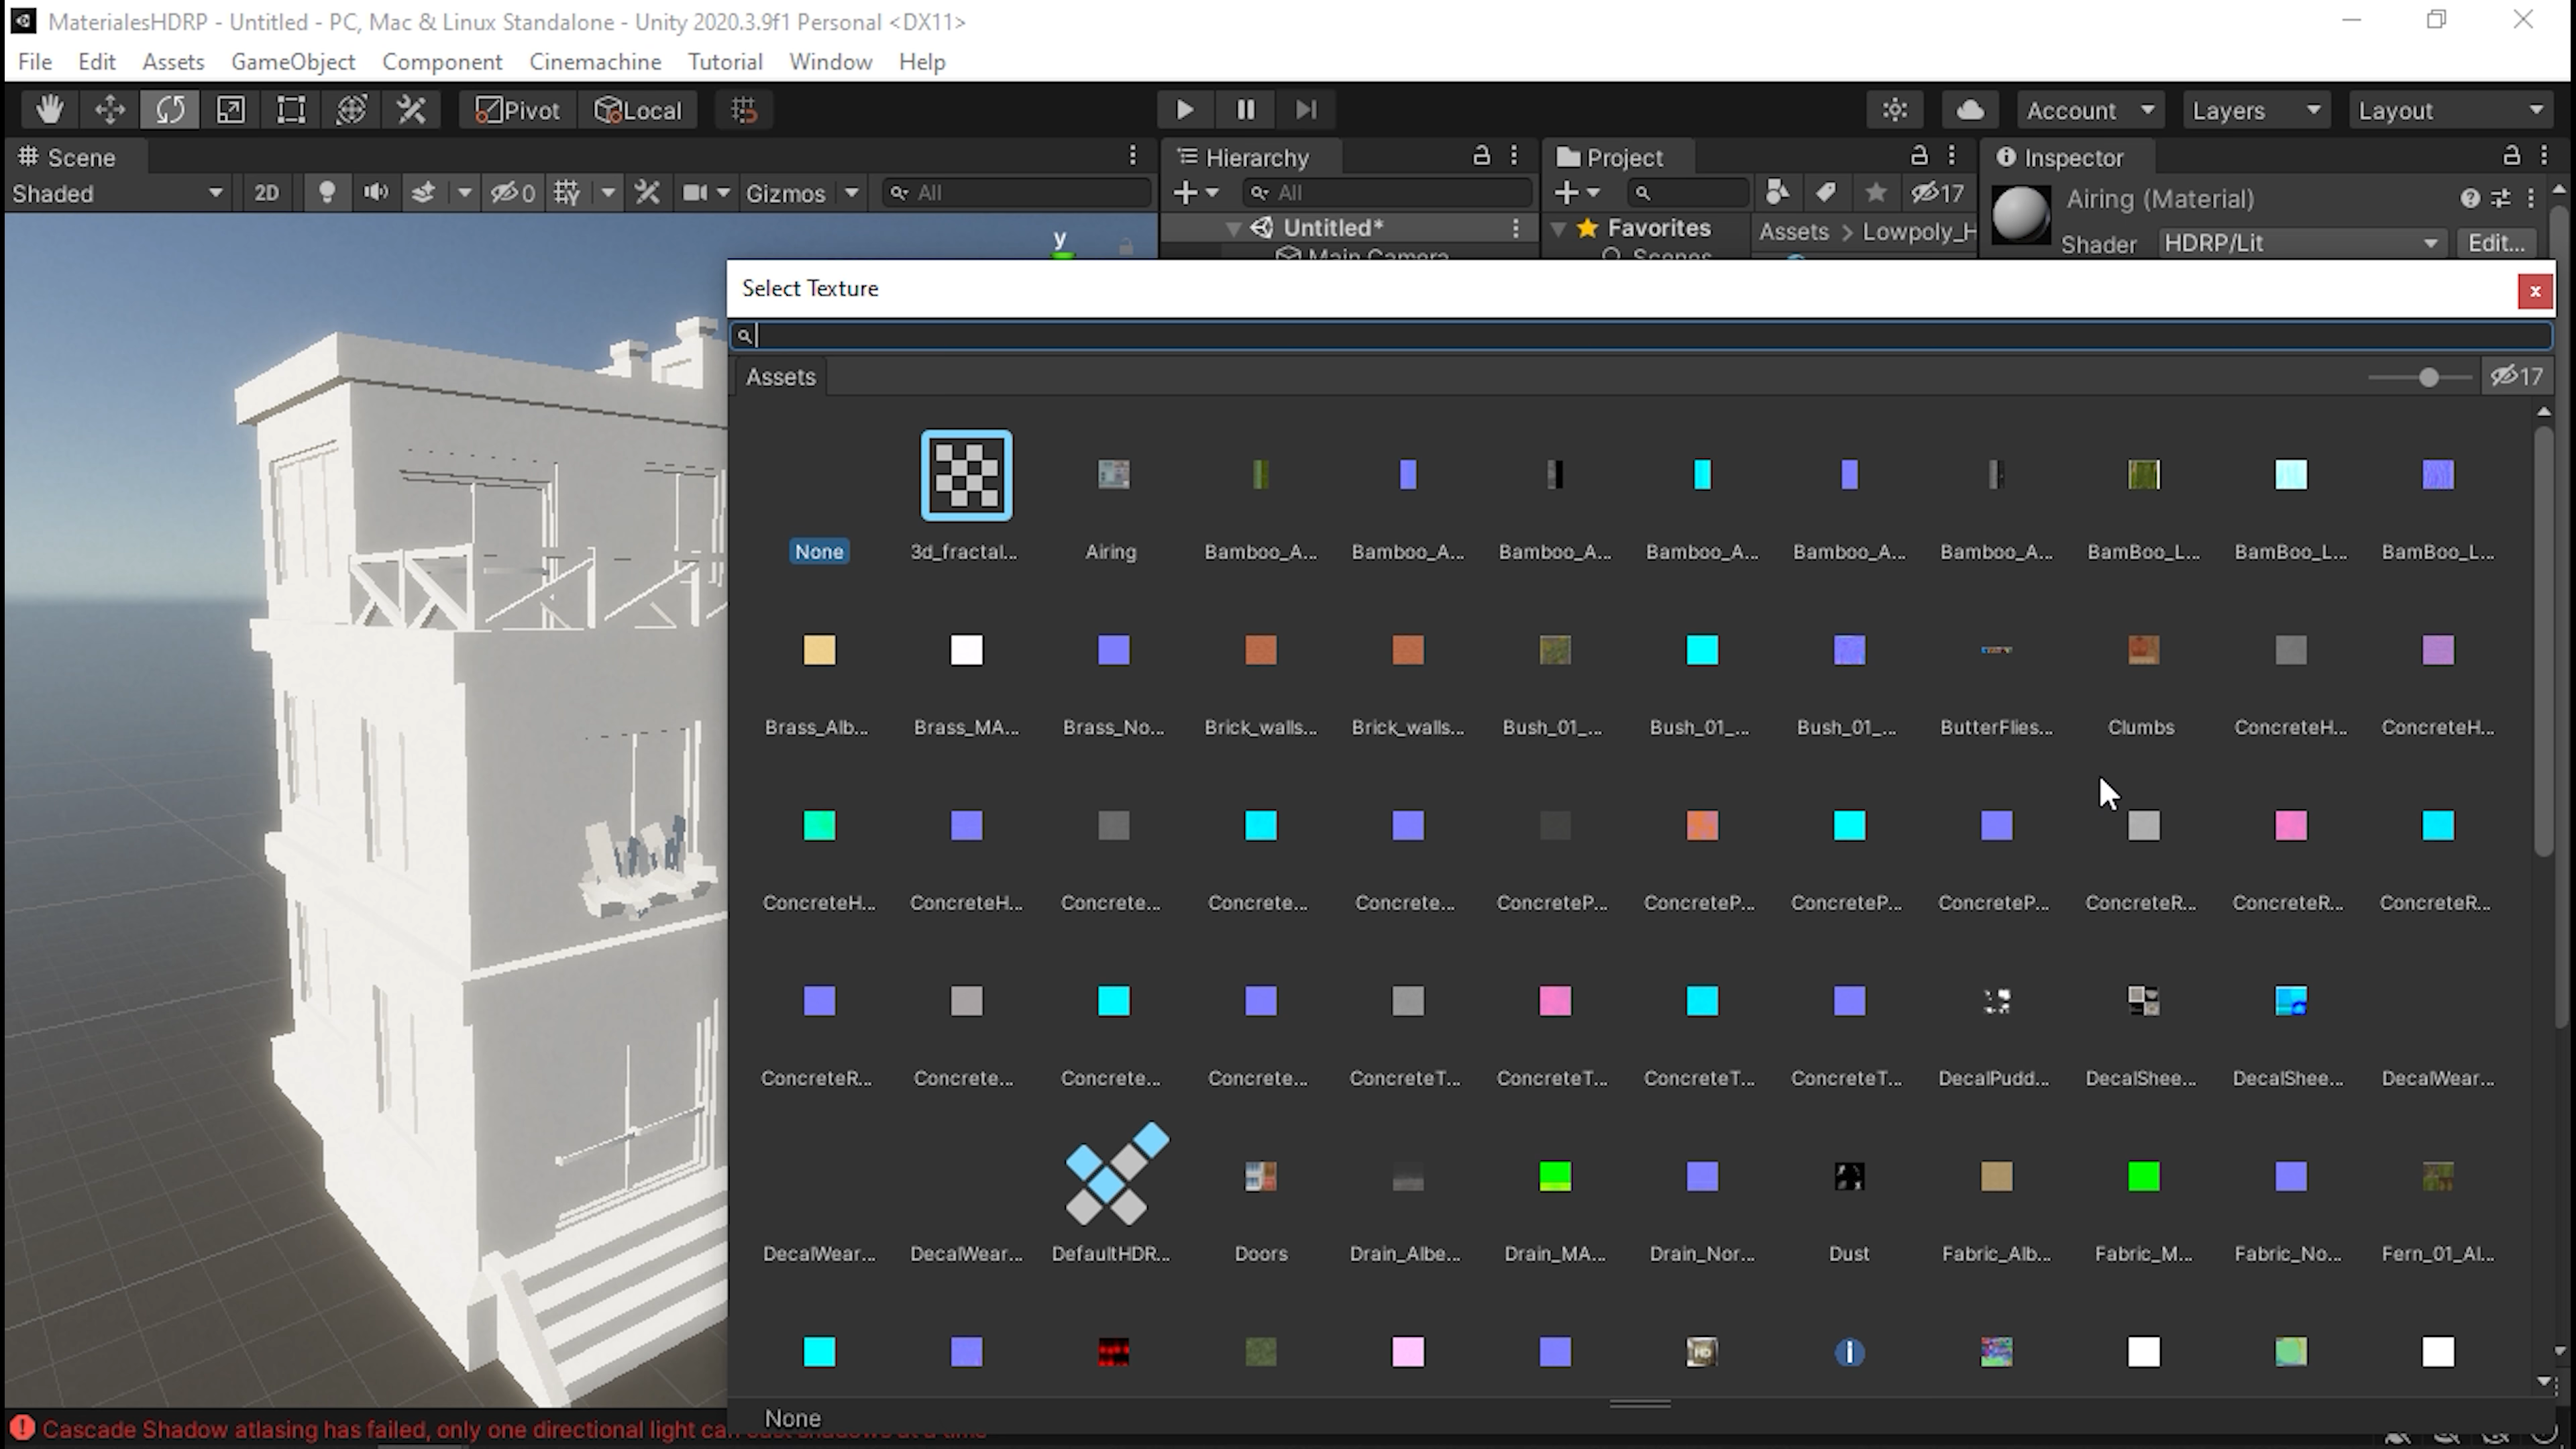 MaterialesHDRP - Untitled - PC, Mac & Linux Standalone - Unity 2020.3.9f1 Personal <DX11>
File Edit Assets GameObject Component Cinemachine Tutorial Window Help
Pivot Local Account Layers Layout
Scene Hierarchy Project Inspector
Shaded 2D 0 Gizmos All All 17 Airing (Material)
Untitled* Favorites Assets > Lowpoly_H Shader HDRP/Lit Edit...
Main Camera Scenes
Select Texture
Assets 17
None 3d_fractal... Airing Bamboo_A... Bamboo_A... Bamboo_A... Bamboo_A... Bamboo_A... Bamboo_A... BamBoo_L... BamBoo_L... BamBoo_L...
Brass_Alb... Brass_MA... Brass_No... Brick_walls... Brick_walls... Bush_01_... Bush_01_... Bush_01_... ButterFlies... Clumbs ConcreteH... ConcreteH...
ConcreteH... ConcreteH... Concrete... Concrete... Concrete... ConcreteP... ConcreteP... ConcreteP... ConcreteP... ConcreteR... ConcreteR... ConcreteR...
ConcreteR... Concrete... Concrete... Concrete... ConcreteT... ConcreteT... ConcreteT... ConcreteT... DecalPudd... DecalShee... DecalShee... DecalWear...
DecalWear... DecalWear... DefaultHDR... Doors Drain_Albe... Drain_MA... Drain_Nor... Dust Fabric_Alb... Fabric_M... Fabric_No... Fern_01_Al...
None
Cascade Shadow atlasing has failed, only one directional light
y